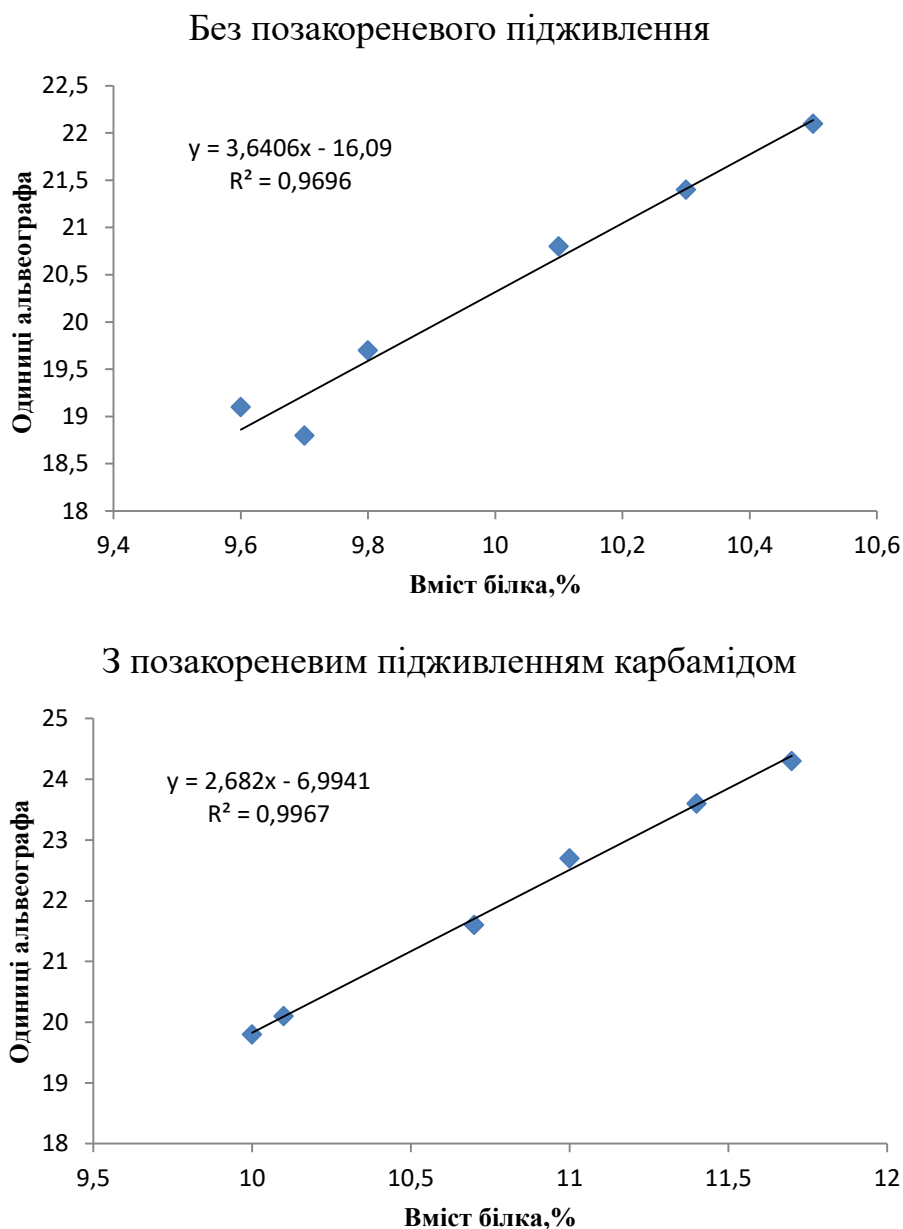 Без позакореневого підживлення
22,5
22
21,5
21
20,5
20
19,5
19
18,5
18
Одиниці альвеографа
y = 3,6406x - 16,09
R² = 0,9696
9,4 9,6 9,8 10 10,2 10,4 10,6
Вміст білка,%
З позакореневим підживленням карбамідом
25
24
23
22
21
20
19
18
Одиниці альвеографа
y = 2,682x - 6,9941
R² = 0,9967
9,5 10 10,5 11 11,5 12
Вміст білка,%